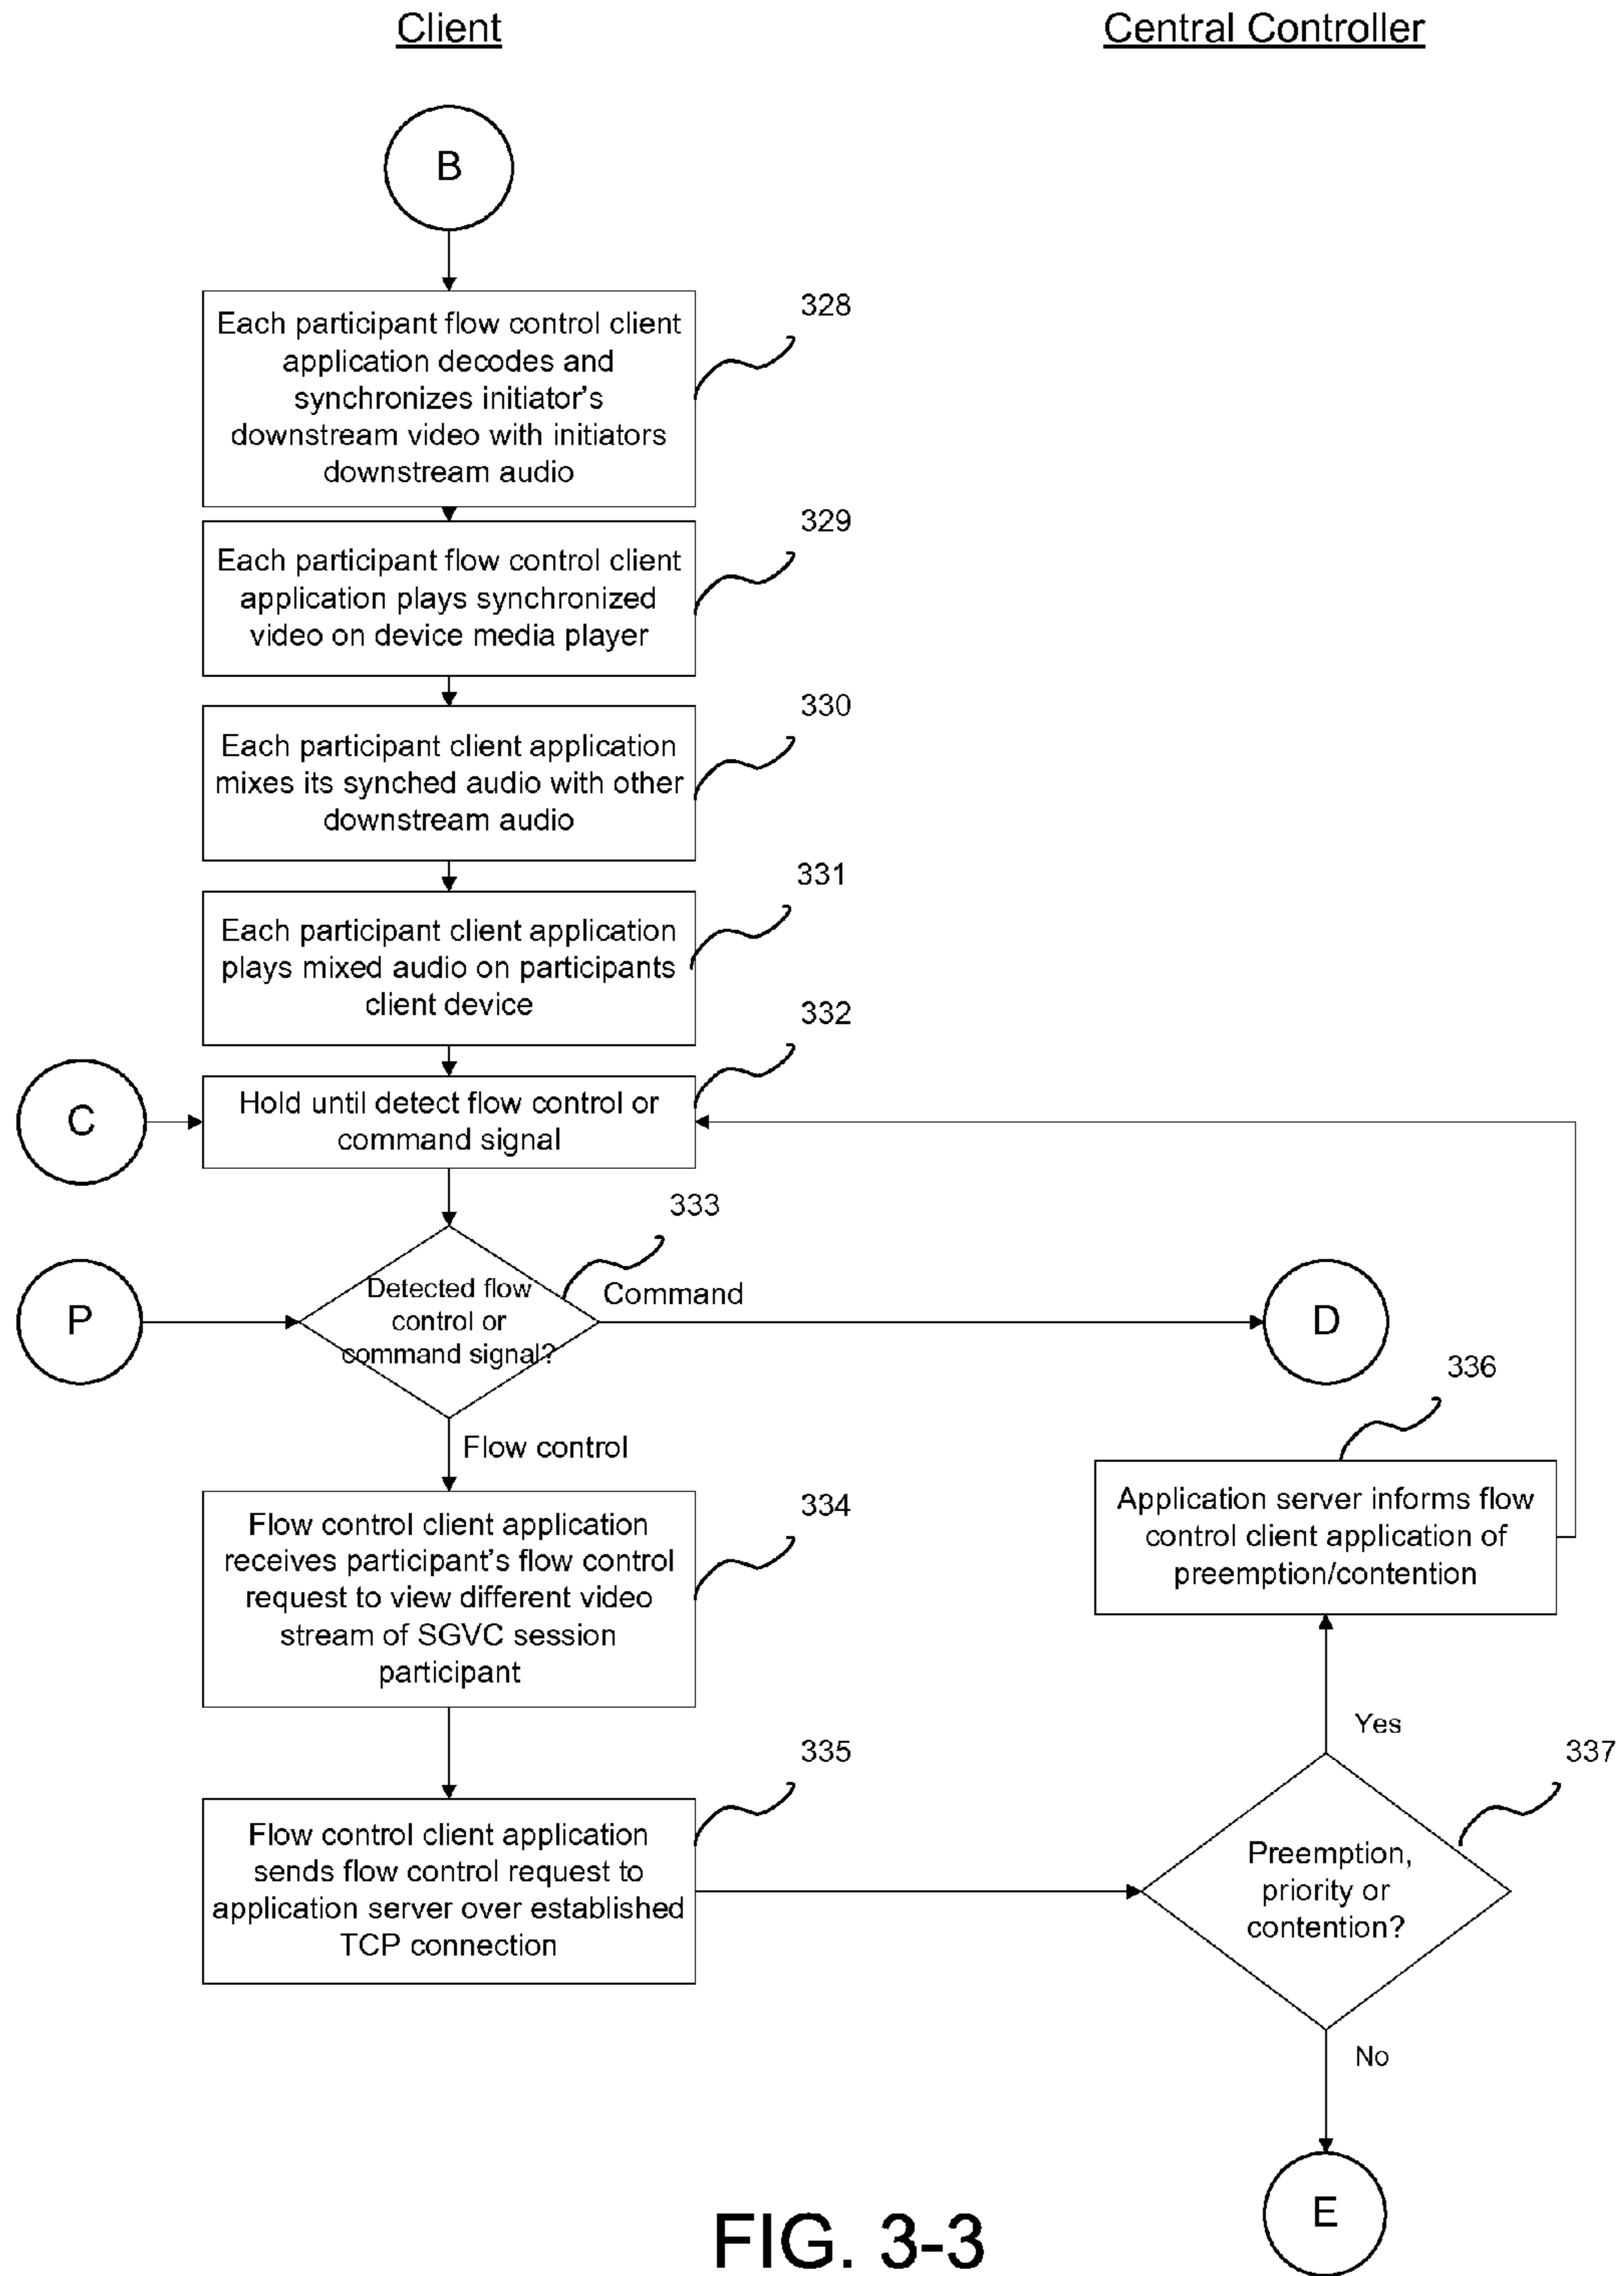 Client
Central Controller
B
328
Each participant flow control client
application decodes and
synchronizes initiator's
downstream video with initiators
downstream audio
329
Each participant flow control client
application plays synchronized
video on device media player
330
Each participant client application
mixes its synched audio with other
downstream audio
331
Each participant client application
plays mixed audio on participants
client device
332
C
Hold until detect flow control or
command signal
333
P
Detected flow
control or
command signal?
Command
D
Flow control
336
Application server informs flow
control client application of
preemption/contention
334
Flow control client application
receives participant's flow control
request to view different video
stream of SGVC session
participant
Yes
335
337
Flow control client application
sends flow control request to
application server over established
TCP connection
Preemption,
priority or
contention?
No
E
FIG. 3-3